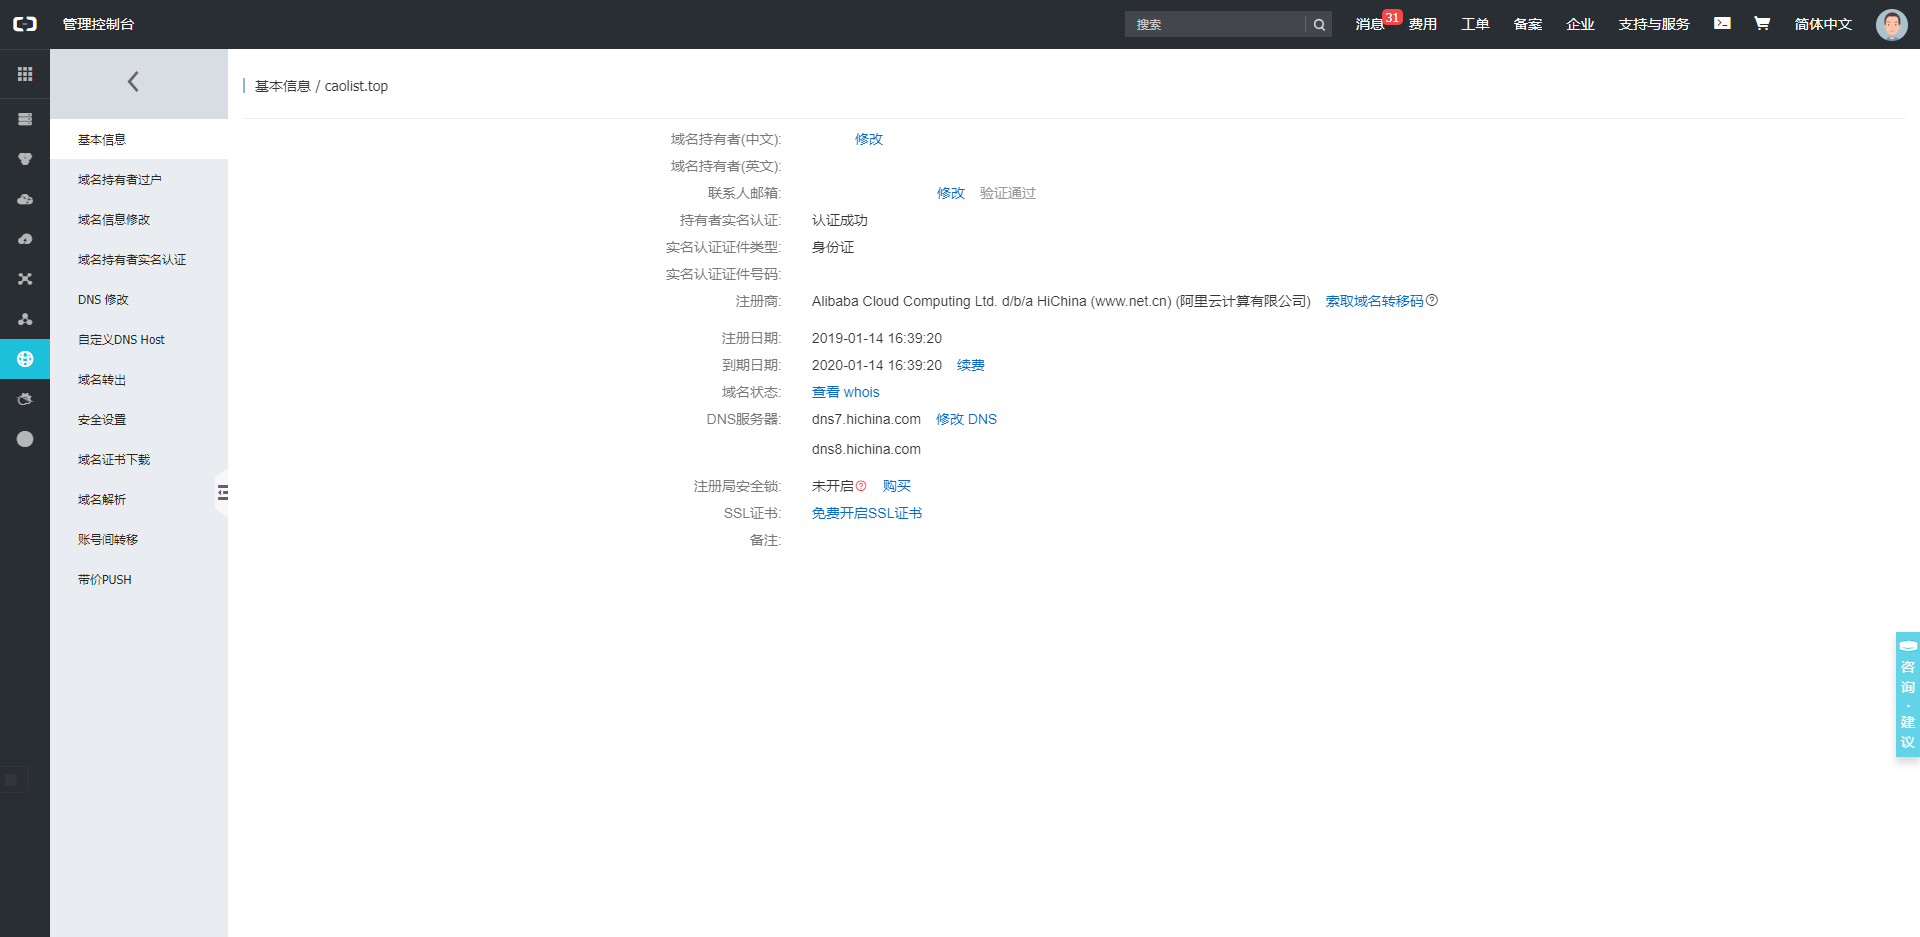 管理控制台
搜索
消息 31 费用 工单 备案 企业 支持与服务 简体中文
基本信息
域名持有者过户
域名信息修改
域名持有者实名认证
DNS 修改
自定义DNS Host
域名转出
安全设置
域名证书下载
域名解析
账号间转移
带价PUSH
基本信息 / caolist.top
域名持有者(中文): 修改
域名持有者(英文):
联系人邮箱: 修改 验证通过
持有者实名认证: 认证成功
实名认证证件类型: 身份证
实名认证证件号码:
注册商: Alibaba Cloud Computing Ltd. d/b/a HiChina (www.net.cn) (阿里云计算有限公司) 索取域名转移码
注册日期: 2019-01-14 16:39:20
到期日期: 2020-01-14 16:39:20 续费
域名状态: 查看 whois
DNS服务器: dns7.hichina.com 修改 DNS
dns8.hichina.com
注册局安全锁: 未开启 购买
SSL证书: 免费开启SSL证书
备注:
咨询·建议